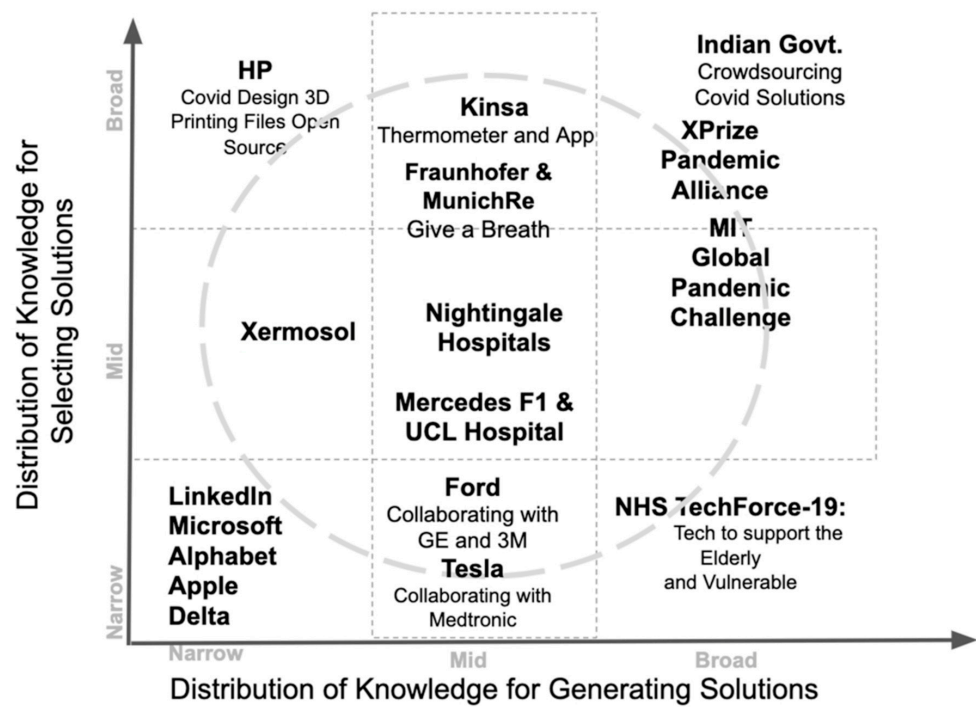 Distribution of Knowledge for
Selecting Solutions
Broad
Mid
Narrow
HP
Covid Design 3D
Printing Files Open
Source
Kinsa
Thermometer and App
Fraunhofer &
MunichRe
Give a Breath
Indian Govt.
Crowdsourcing
Covid Solutions
XPrize
Pandemic
Alliance
MIT
Global
Pandemic
Challenge
Xermosol
Nightingale
Hospitals
Mercedes F1 &
UCL Hospital
LinkedIn
Microsoft
Alphabet
Apple
Delta
Ford
Collaborating with
GE and 3M
Tesla
Collaborating with
Medtronic
NHS TechForce-19:
Tech to support the
Elderly
and Vulnerable
Narrow
Mid
Broad
Distribution of Knowledge for Generating Solutions